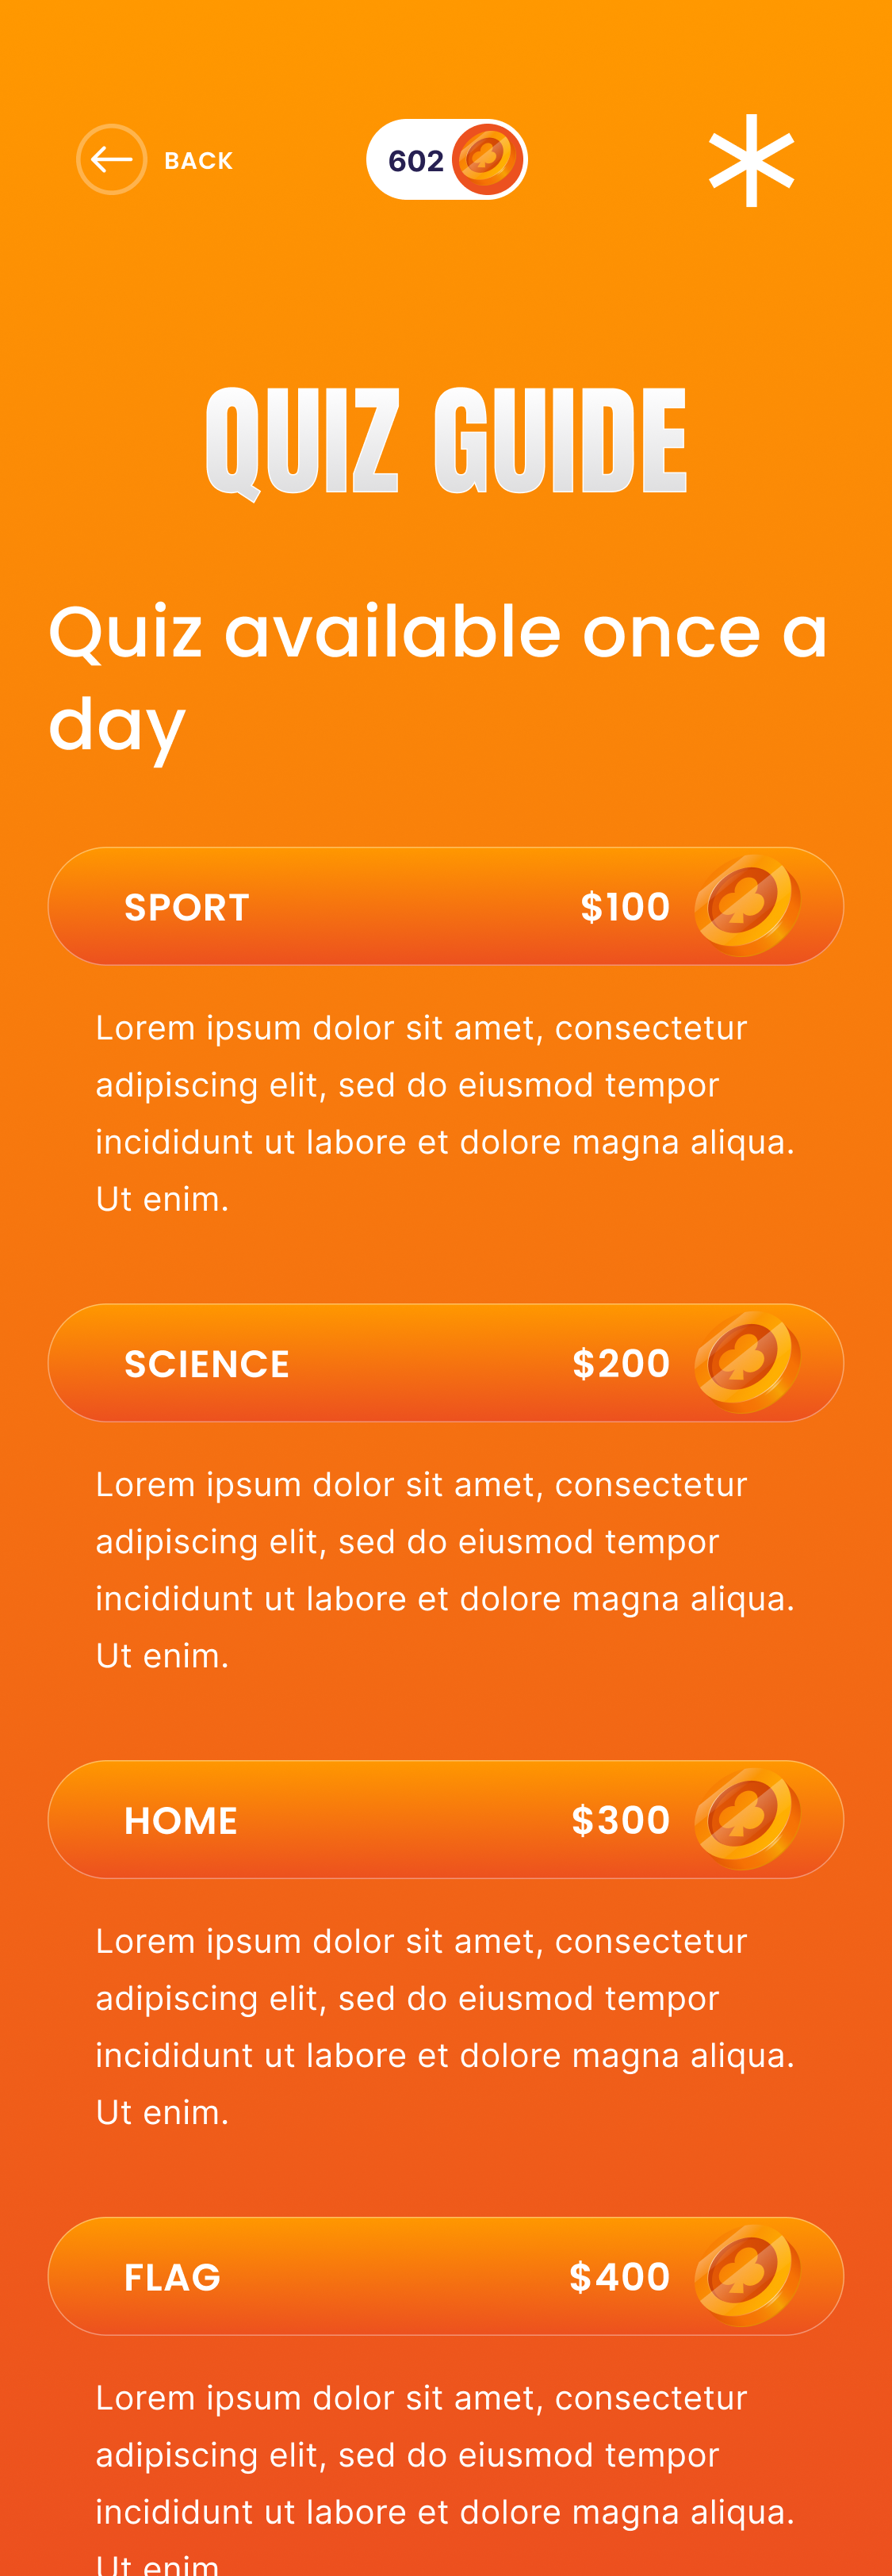 BACK
602
QUIZ GUIDE
Quiz available once a
day
SPORT $100
Lorem ipsum dolor sit amet, consectetur
adipiscing elit, sed do eiusmod tempor
incididunt ut labore et dolore magna aliqua.
Ut enim.
SCIENCE $200
Lorem ipsum dolor sit amet, consectetur
adipiscing elit, sed do eiusmod tempor
incididunt ut labore et dolore magna aliqua.
Ut enim.
HOME $300
Lorem ipsum dolor sit amet, consectetur
adipiscing elit, sed do eiusmod tempor
incididunt ut labore et dolore magna aliqua.
Ut enim.
FLAG $400
Lorem ipsum dolor sit amet, consectetur
adipiscing elit, sed do eiusmod tempor
incididunt ut labore et dolore magna aliqua.
Ut enim